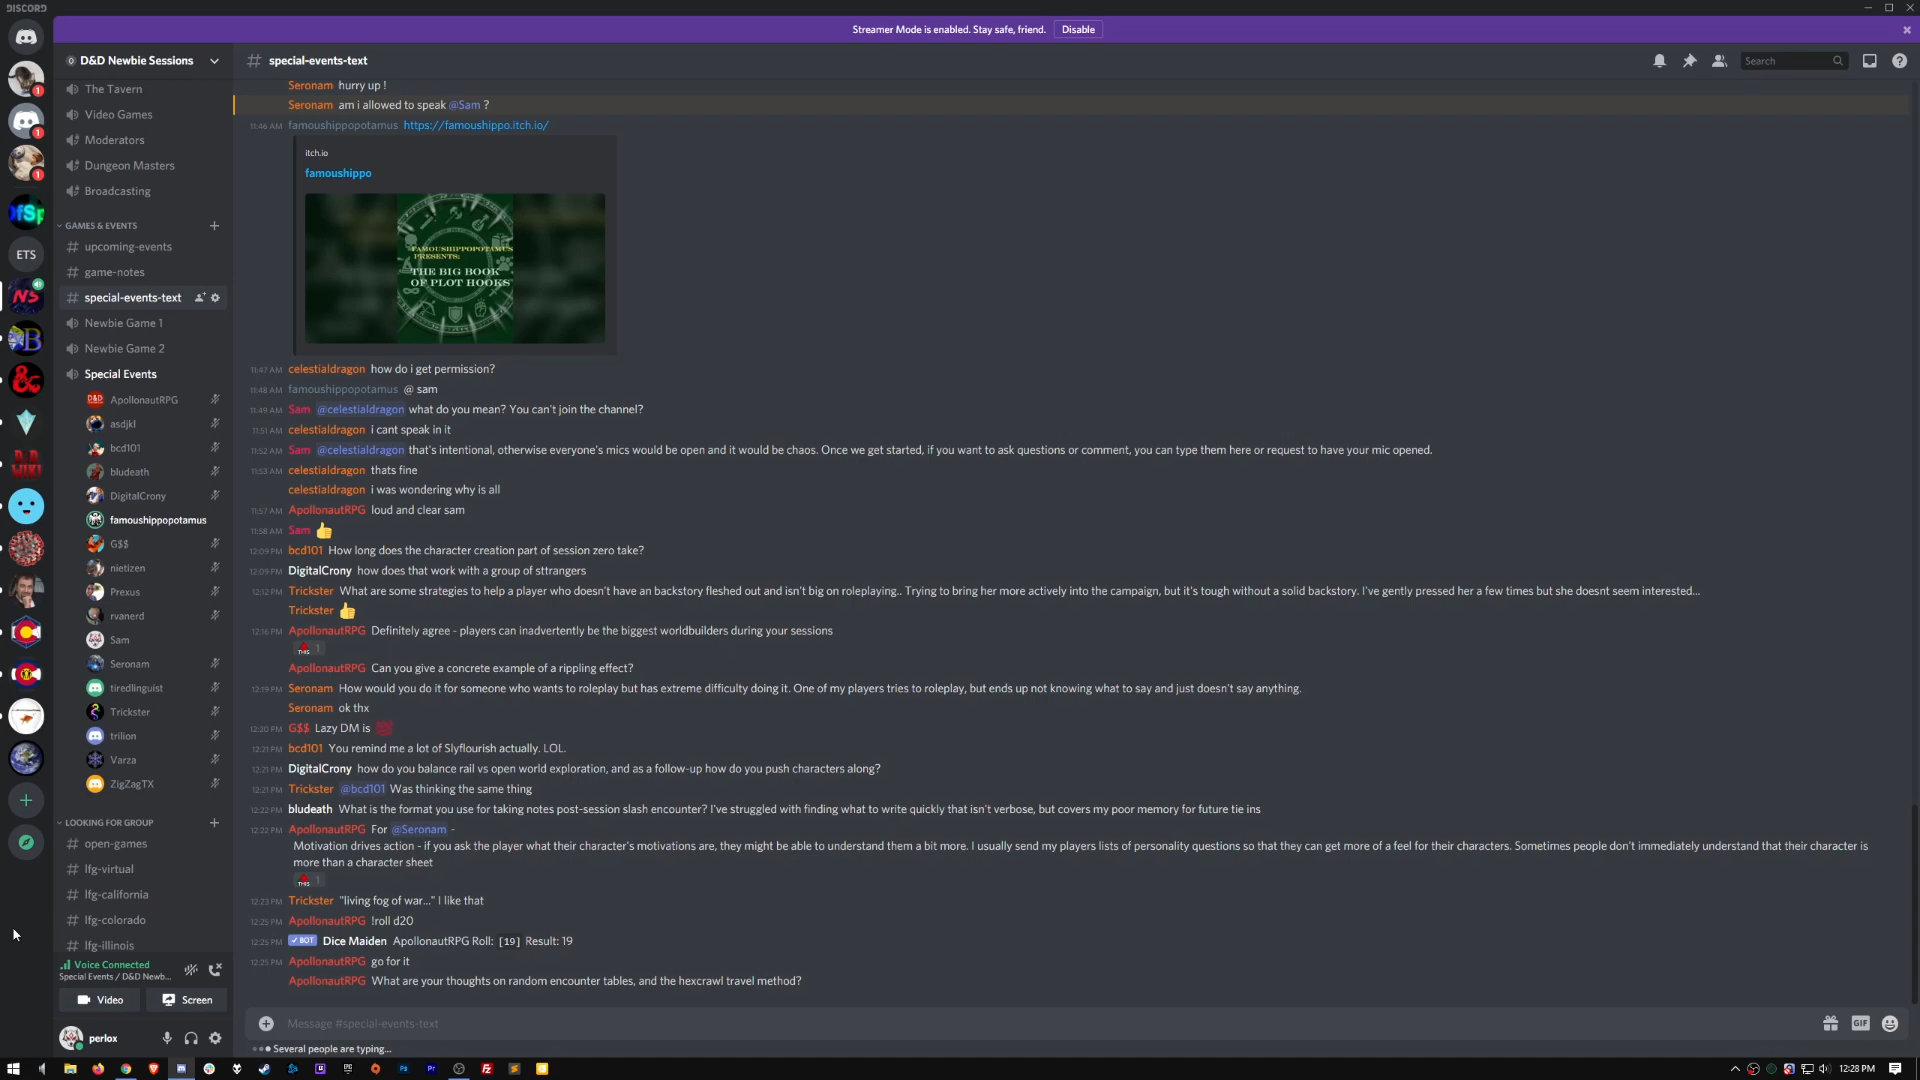 DISCORD
Streamer Mode is enabled. Stay safe, friend. Disable
D&D Newbie Sessions
special-events-text
Search
The Tavern
Video Games
Moderators
Dungeon Masters
Broadcasting
GAMES & EVENTS
upcoming-events
game-notes
special-events-text
Newbie Game 1
Newbie Game 2
Special Events
ApollonautRPG
asdjkl
bcd101
bludeath
DigitalCrony
famoushippopotamus
G$$
nietizen
Prexus
rvanerd
Sam
Seronam
tiredlinguist
Trickster
trilion
Varza
ZigZagTX
LOOKING FOR GROUP
open-games
lfg-virtual
lfg-california
lfg-colorado
lfg-illinois
Voice Connected
Special Events / D&D Newb...
Video Screen
perlox
1
1
1
OfSp
ETS
NS
B
D&D WIKI
Seronam hurry up !
Seronam am i allowed to speak @Sam ?
11:46 AM famoushippopotamus https://famoushippo.itch.io/
itch.io
famoushippo
FAMOUSHIPPOPOTAMUS
PRESENTS:
THE BIG BOOK
OF PLOT HOOKS
11:47 AM celestialdragon how do i get permission?
11:48 AM famoushippopotamus @ sam
11:49 AM Sam @celestialdragon what do you mean? You can't join the channel?
11:51 AM celestialdragon i cant speak in it
11:52 AM Sam @celestialdragon that's intentional, otherwise everyone's mics would be open and it would be chaos. Once we get started, if you want to ask questions or comment, you can type them here or request to have your mic opened.
11:53 AM celestialdragon thats fine
celestialdragon i was wondering why is all
11:57 AM ApollonautRPG loud and clear sam
11:58 AM Sam 👍
12:09 PM bcd101 How long does the character creation part of session zero take?
12:09 PM DigitalCrony how does that work with a group of sttrangers
12:12 PM Trickster What are some strategies to help a player who doesn't have an backstory fleshed out and isn't big on roleplaying.. Trying to bring her more actively into the campaign, but it's tough without a solid backstory. I've gently pressed her a few times but she doesnt seem interested...
Trickster 👍
12:16 PM ApollonautRPG Definitely agree - players can inadvertently be the biggest worldbuilders during your sessions
THIS 1
ApollonautRPG Can you give a concrete example of a rippling effect?
12:19 PM Seronam How would you do it for someone who wants to roleplay but has extreme difficulty doing it. One of my players tries to roleplay, but ends up not knowing what to say and just doesn't say anything.
Seronam ok thx
12:20 PM G$$ Lazy DM is 💯
12:21 PM bcd101 You remind me a lot of Slyflourish actually. LOL.
12:21 PM DigitalCrony how do you balance rail vs open world exploration, and as a follow-up how do you push characters along?
12:21 PM Trickster @bcd101 Was thinking the same thing
12:22 PM bludeath What is the format you use for taking notes post-session slash encounter? I've struggled with finding what to write quickly that isn't verbose, but covers my poor memory for future tie ins
12:22 PM ApollonautRPG For @Seronam -
Motivation drives action - if you ask the player what their character's motivations are, they might be able to understand them a bit more. I usually send my players lists of personality questions so that they can get more of a feel for their characters. Sometimes people don't immediately understand that their character is
more than a character sheet
THIS 1
12:23 PM Trickster "living fog of war..." I like that
12:25 PM ApollonautRPG !roll d20
12:25 PM BOT Dice Maiden ApollonautRPG Roll: [19] Result: 19
12:25 PM ApollonautRPG go for it
ApollonautRPG What are your thoughts on random encounter tables, and the hexcrawl travel method?
Message #special-events-text
GIF
Several people are typing...
12:28 PM